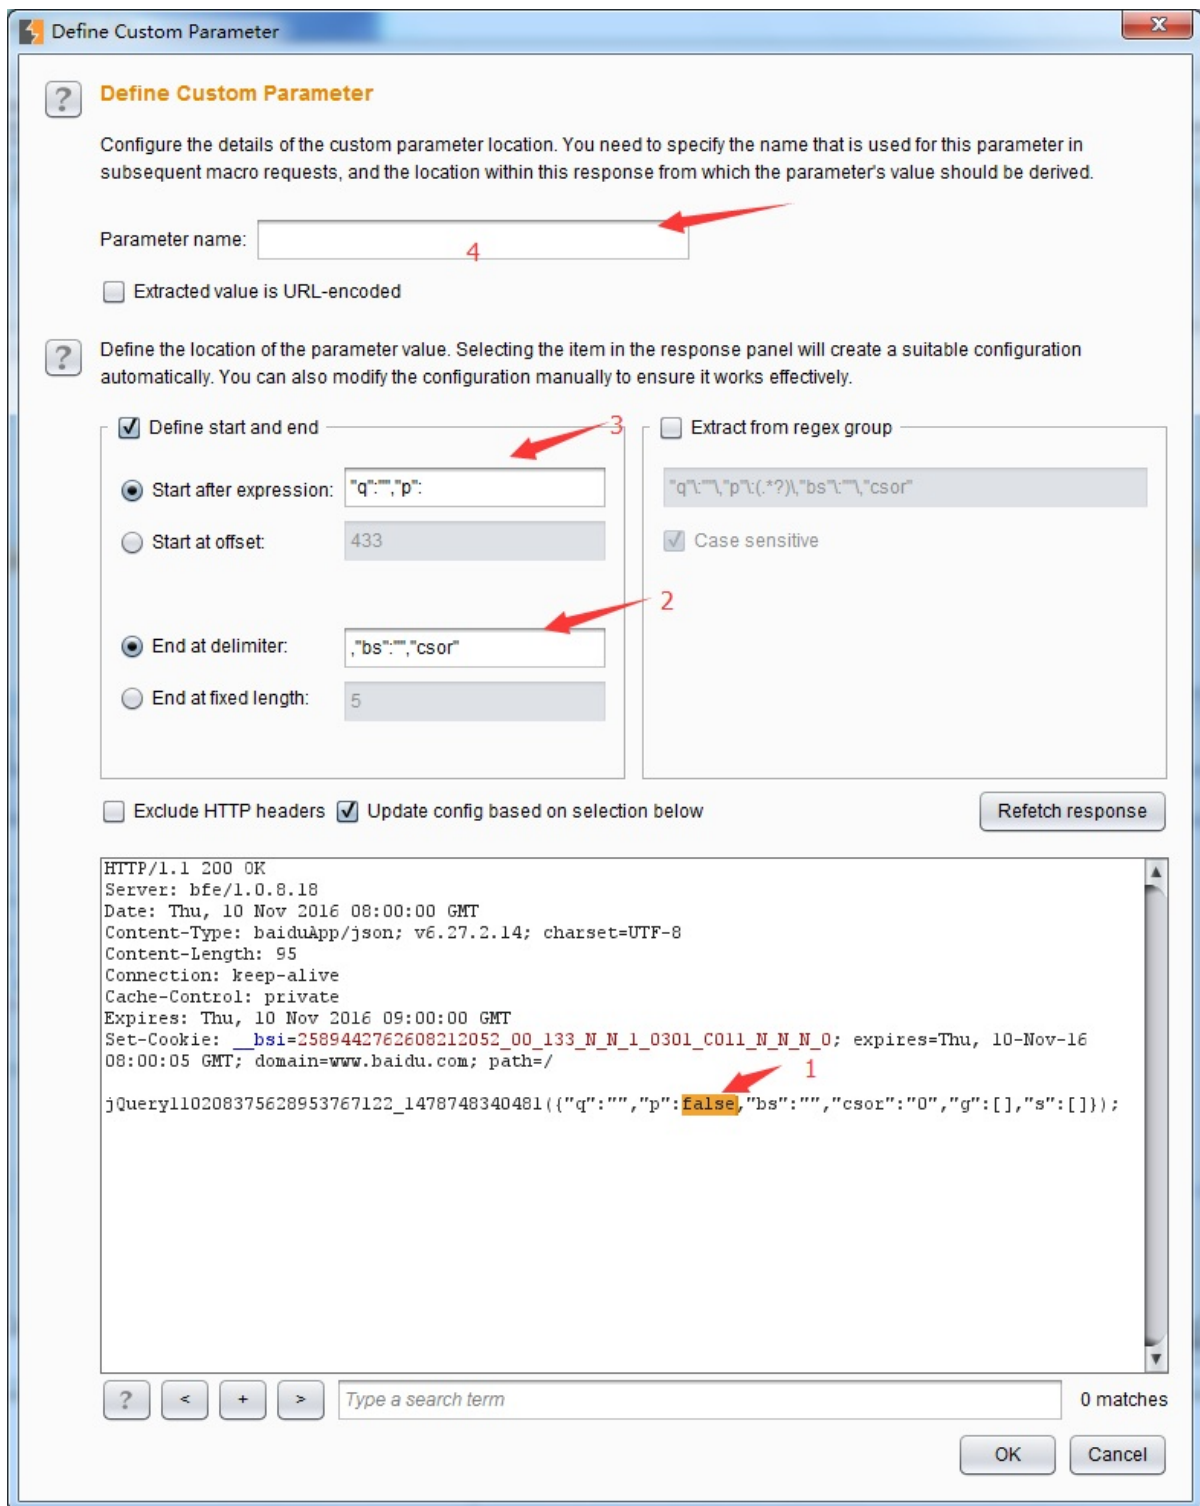 Define Custom Parameter
x
? Define Custom Parameter
Configure the details of the custom parameter location. You need to specify the name that is used for this parameter in
subsequent macro requests, and the location within this response from which the parameter's value should be derived.
Parameter name:
4
Extracted value is URL-encoded
? Define the location of the parameter value. Selecting the item in the response panel will create a suitable configuration
automatically. You can also modify the configuration manually to ensure it works effectively.
Define start and end
3
Start after expression: "q":"","p":
Start at offset: 433
2
End at delimiter: ,"bs":"","csor"
End at fixed length: 5
Extract from regex group
"q"\:""\,"p"\:(.*?)\,"bs"\:""\,"csor"
Case sensitive
Exclude HTTP headers Update config based on selection below Refetch response
HTTP/1.1 200 OK
Server: bfe/1.0.8.18
Date: Thu, 10 Nov 2016 08:00:00 GMT
Content-Type: baiduApp/json; v6.27.2.14; charset=UTF-8
Content-Length: 95
Connection: keep-alive
Cache-Control: private
Expires: Thu, 10 Nov 2016 09:00:00 GMT
Set-Cookie: __bsi=2589442762608212052_00_133_N_N_1_0301_C011_N_N_N_0; expires=Thu, 10-Nov-16
08:00:05 GMT; domain=www.baidu.com; path=/
1
jQuery110208375628953767122_1478748340481({"q":"","p":false,"bs":"","csor":"0","g":[],"s":[]});
? < + > Type a search term 0 matches
OK Cancel